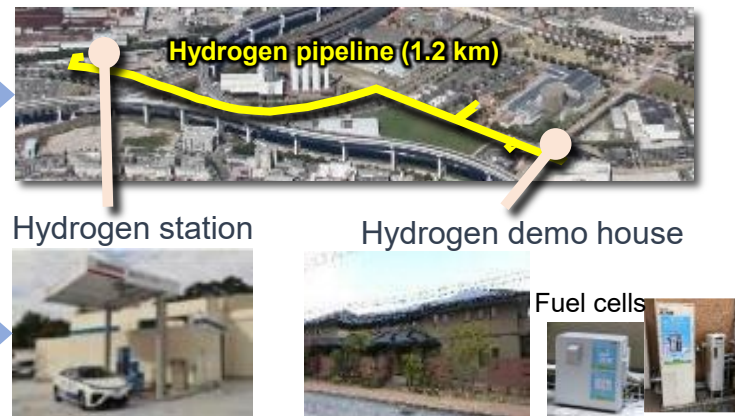 Hydrogen pipeline (1.2 km)
Hydrogen station
Hydrogen demo house
Fuel cells